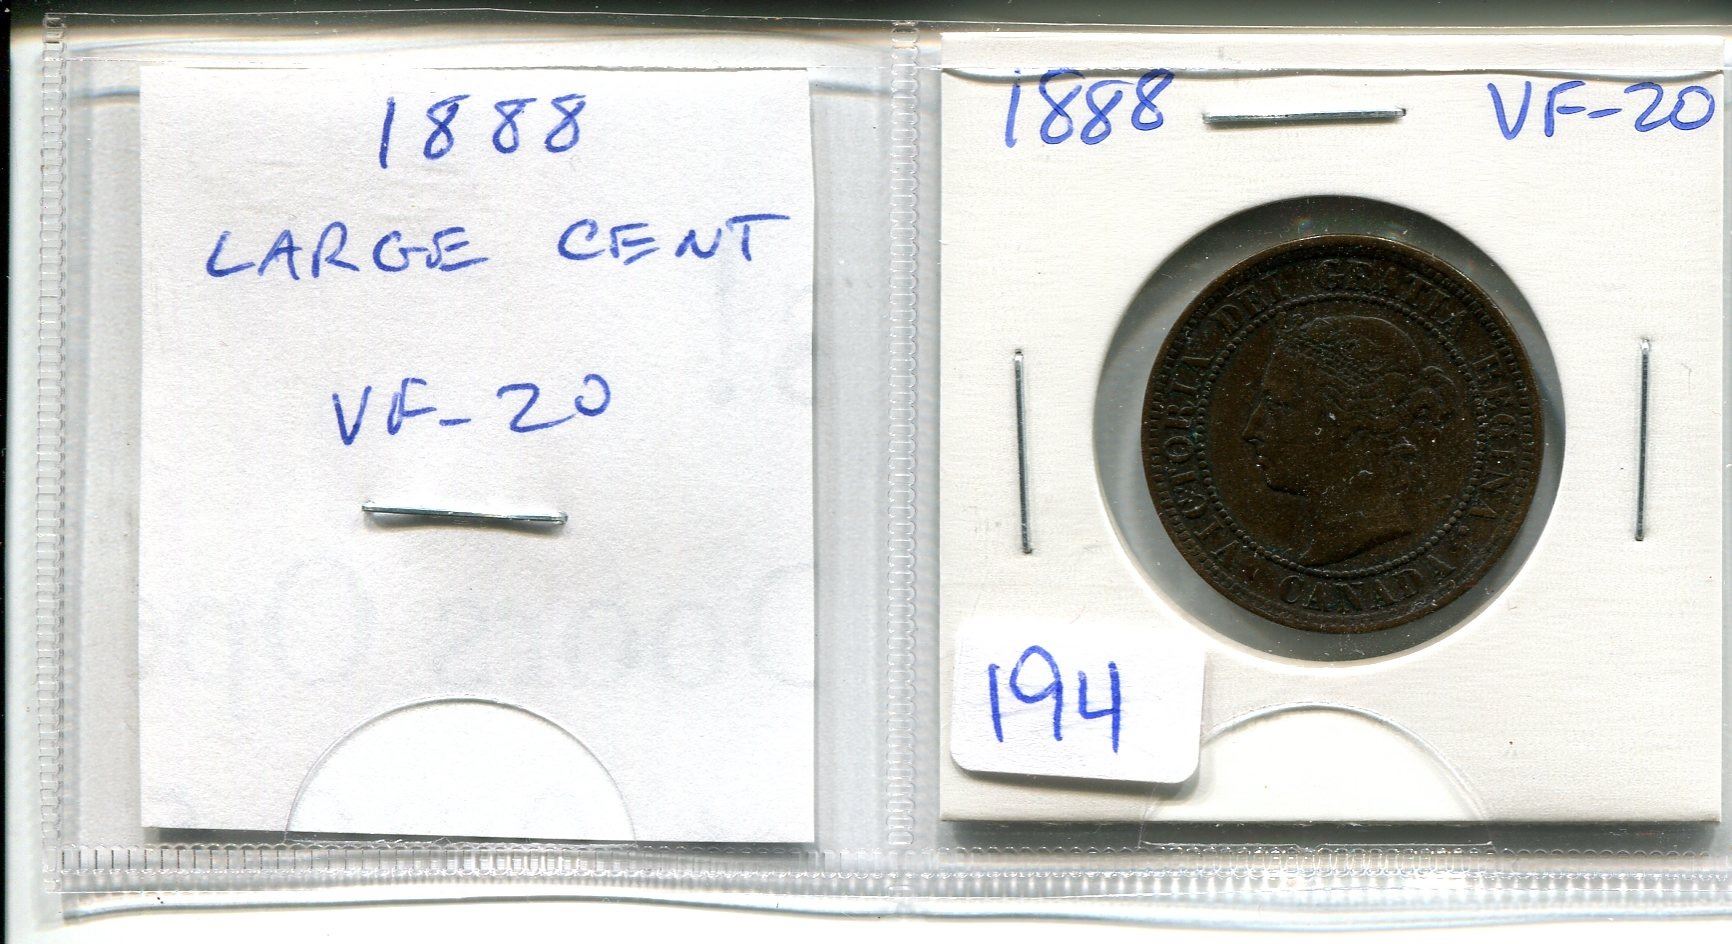 1888
LARGE CENT
VF-20
1888 VF-20
VICTORIA DEI GRATIA REGINA.
CANADA
194